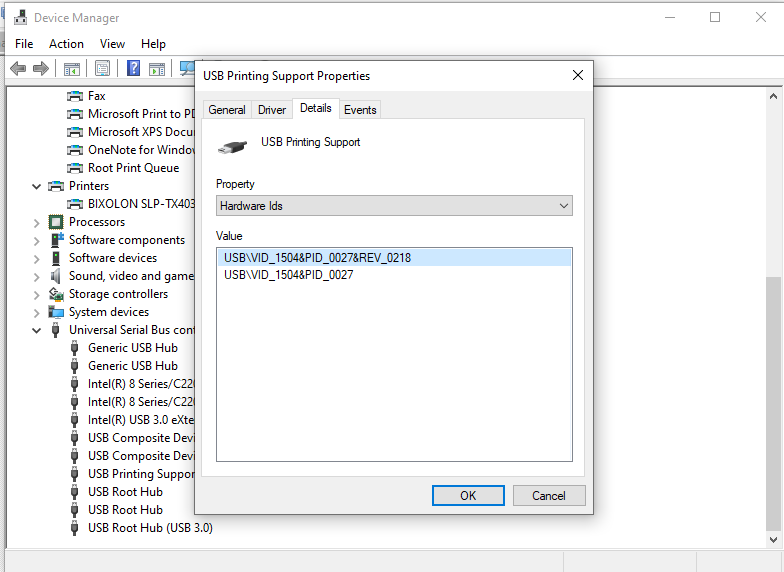 Device Manager
File Action View Help
USB Printing Support Properties
General Driver Details Events
USB Printing Support
Property
Hardware Ids
Value
USB\VID_1504&PID_0027&REV_0218
USB\VID_1504&PID_0027
OK Cancel
Fax
Microsoft Print to PD
Microsoft XPS Docu
OneNote for Window
Root Print Queue
Printers
BIXOLON SLP-TX403
Processors
Software components
Software devices
Sound, video and game
Storage controllers
System devices
Universal Serial Bus cont
Generic USB Hub
Generic USB Hub
Intel(R) 8 Series/C220
Intel(R) 8 Series/C220
Intel(R) USB 3.0 eXte
USB Composite Devi
USB Composite Devi
USB Printing Suppor
USB Root Hub
USB Root Hub
USB Root Hub (USB 3.0)